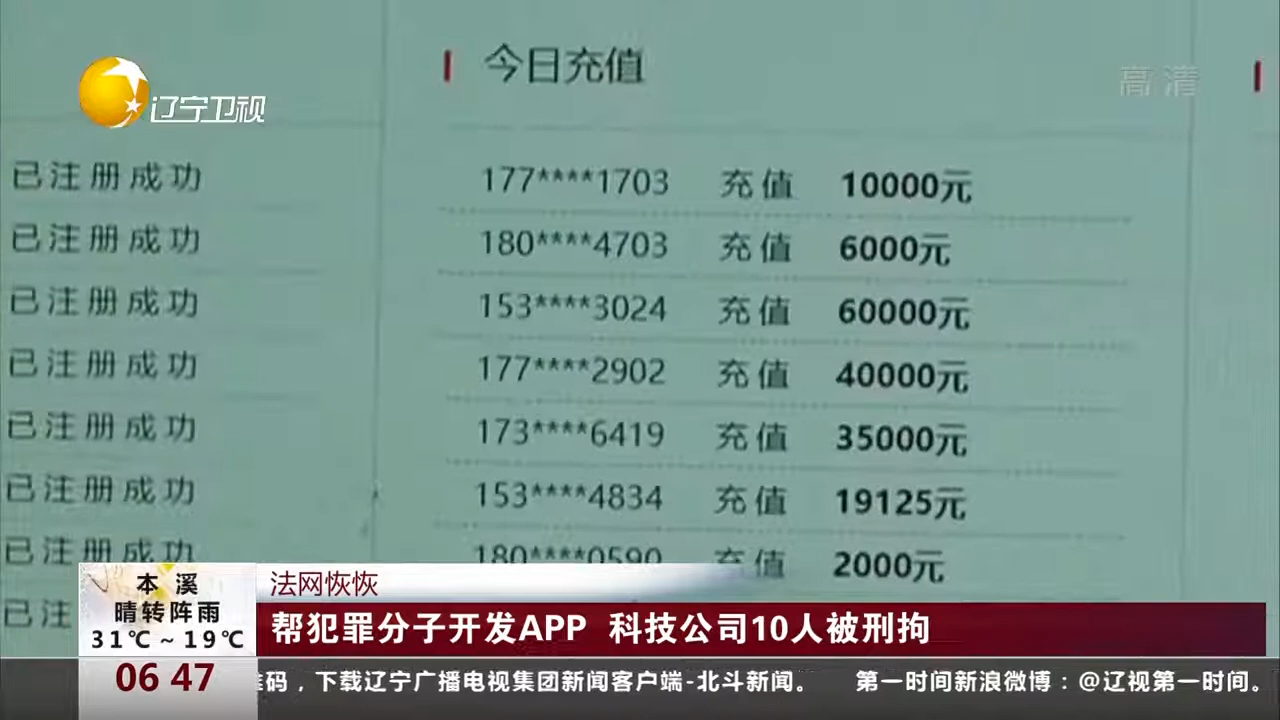 今日充值
高清
辽宁卫视
已注册成功 177****1703 充值 10000元
已注册成功 180****4703 充值 6000元
已注册成功 153****3024 充值 60000元
已注册成功 177****2902 充值 40000元
已注册成功 173****6419 充值 35000元
已注册成功 153****4834 充值 19125元
已注册成功 180****0590 充值 2000元
已注
本溪
晴转阵雨
31℃~19℃
06 47
法网恢恢
帮犯罪分子开发APP 科技公司10人被刑拘
码，下载辽宁广播电视集团新闻客户端-北斗新闻。 第一时间新浪微博：@辽视第一时间。